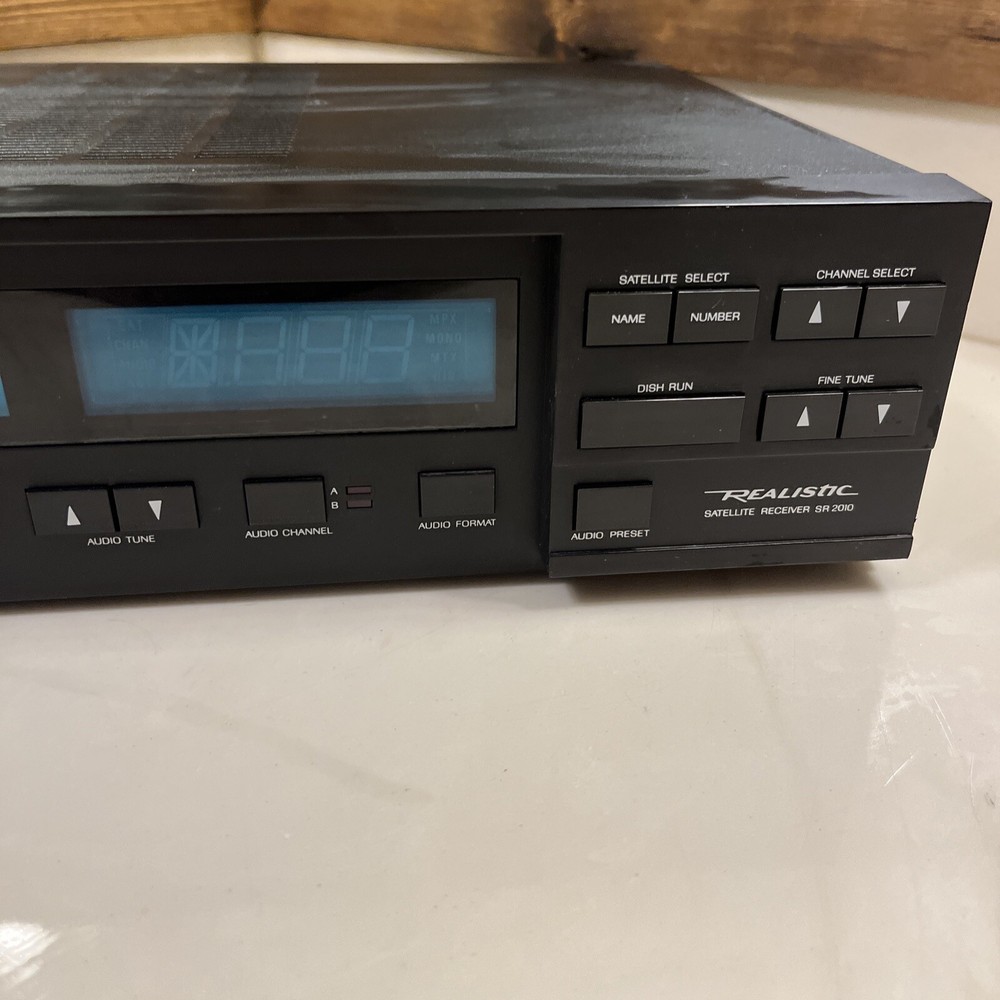 SATELLITE SELECT
CHANNEL SELECT
NAME
NUMBER
DISH RUN
FINE TUNE
MPX
MONO
MTX
AUDIO TUNE
AUDIO CHANNEL
A
B
AUDIO FORMAT
AUDIO PRESET
REALISTIC
SATELLITE RECEIVER SR 2010